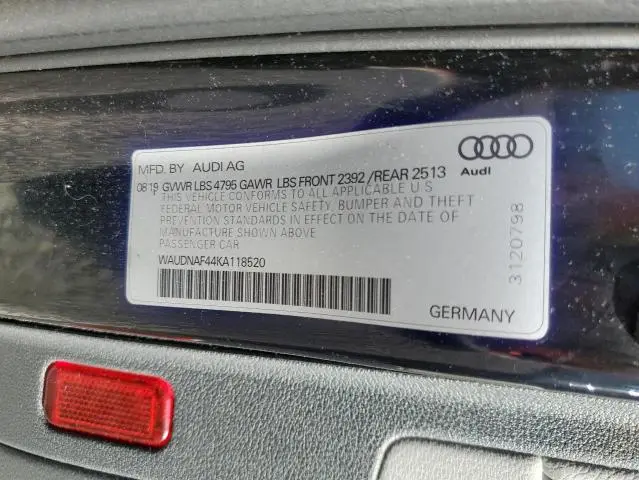 MFD. BY AUDI AG
Audi
08 19 GVWR LBS 4795 GAWR LBS FRONT 2392 /REAR 2513
THIS VEHICLE CONFORMS TO ALL APPLICABLE U S
FEDERAL MOTOR VEHICLE SAFETY, BUMPER AND THEFT
PREVENTION STANDARDS IN EFFECT ON THE DATE OF
MANUFACTURE SHOWN ABOVE
PASSENGER CAR
WAUDNAF44KA118520
GERMANY
3120798